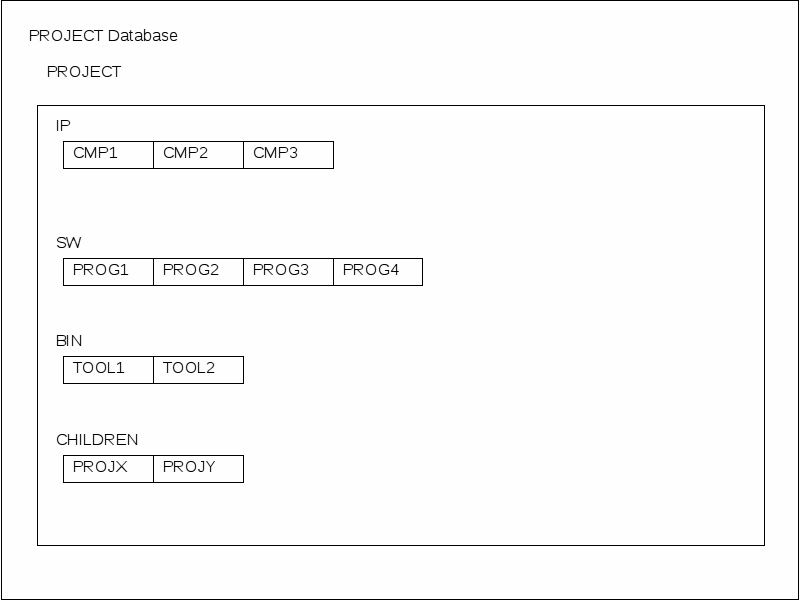 PROJECT Database
PROJECT
IP
CMP1 CMP2 CMP3
SW
PROG1 PROG2 PROG3 PROG4
BIN
TOOL1 TOOL2
CHILDREN
PROJX PROJY